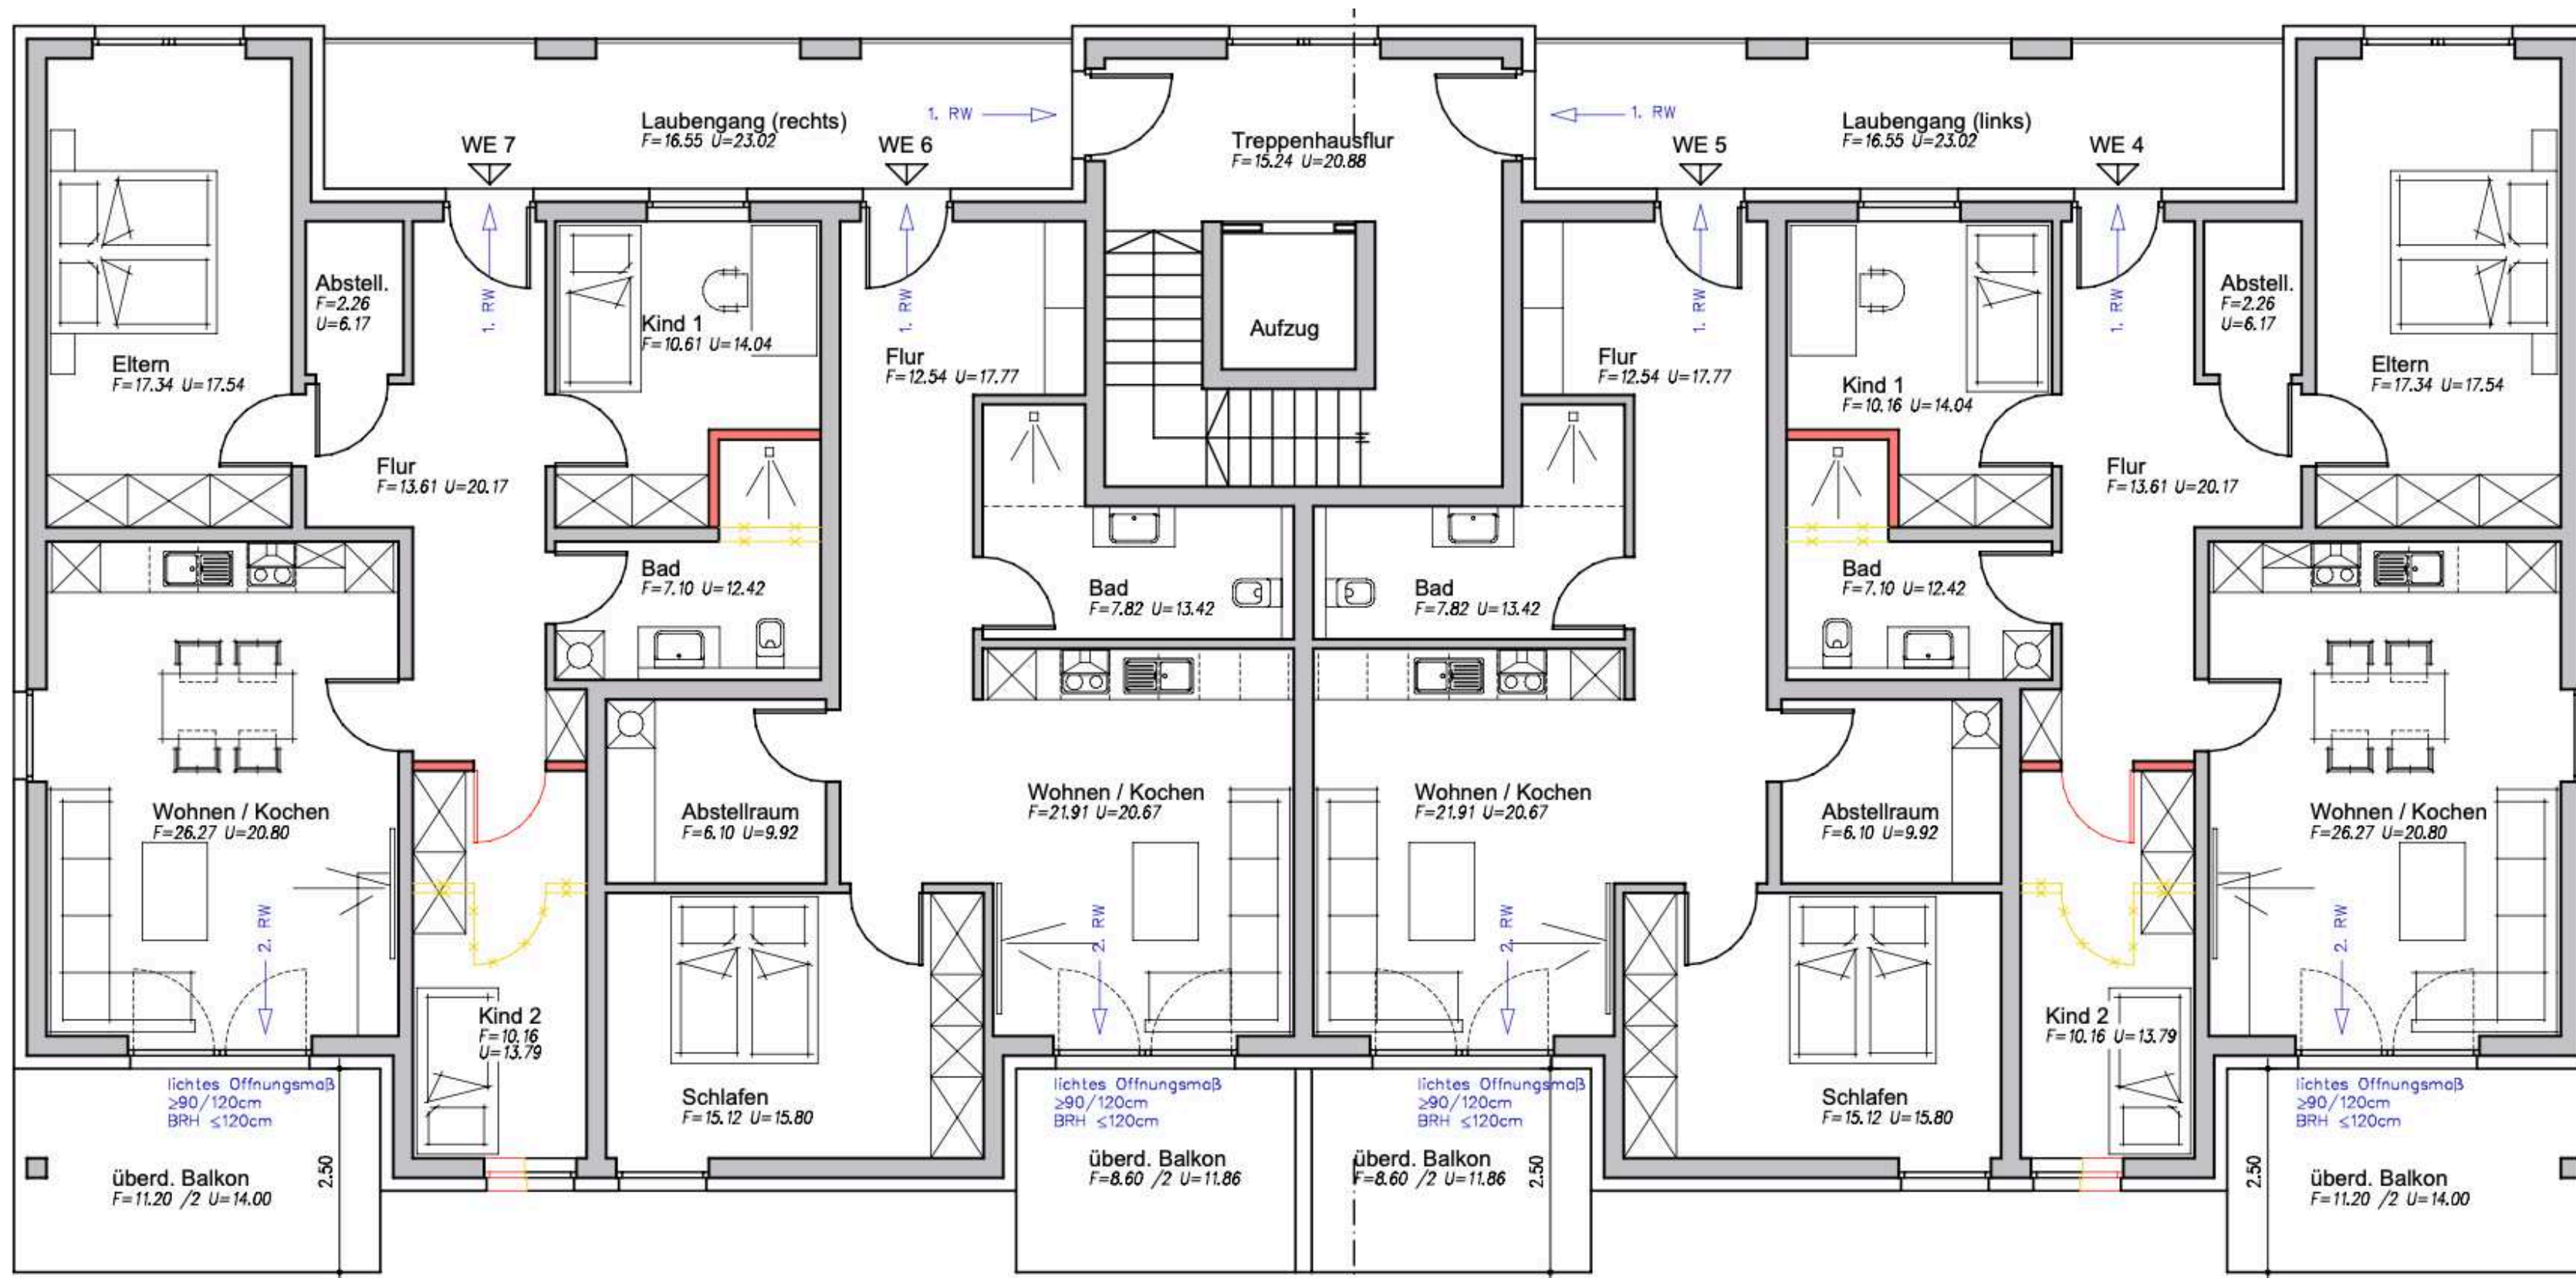 Laubengang (rechts)
F=16.55 U=23.02
1. RW
WE 7
WE 6
Treppenhausflur
F=15.24 U=20.88
1. RW
Laubengang (links)
F=16.55 U=23.02
WE 5
WE 4
Abstell.
F=2.26
U=6.17
1. RW
Kind 1
F=10.61 U=14.04
1. RW
Aufzug
1. RW
1. RW
Abstell.
F=2.26
U=6.17
Eltern
F=17.34 U=17.54
Flur
F=12.54 U=17.77
Flur
F=12.54 U=17.77
Kind 1
F=10.16 U=14.04
Eltern
F=17.34 U=17.54
Flur
F=13.61 U=20.17
Flur
F=13.61 U=20.17
Bad
F=7.10 U=12.42
Bad
F=7.82 U=13.42
Bad
F=7.82 U=13.42
Bad
F=7.10 U=12.42
Wohnen / Kochen
F=26.27 U=20.80
Abstellraum
F=6.10 U=9.92
Wohnen / Kochen
F=21.91 U=20.67
Wohnen / Kochen
F=21.91 U=20.67
Abstellraum
F=6.10 U=9.92
Wohnen / Kochen
F=26.27 U=20.80
2. RW
2. RW
2. RW
2. RW
Kind 2
F=10.16
U=13.79
Kind 2
F=10.16 U=13.79
lichtes Öffnungsmaß
≥90/120cm
BRH ≤120cm
Schlafen
F=15.12 U=15.80
lichtes Öffnungsmaß
≥90/120cm
BRH ≤120cm
lichtes Öffnungsmaß
≥90/120cm
BRH ≤120cm
Schlafen
F=15.12 U=15.80
lichtes Öffnungsmaß
≥90/120cm
BRH ≤120cm
überd. Balkon
F=11.20 /2 U=14.00
2.50
überd. Balkon
F=8.60 /2 U=11.86
überd. Balkon
F=8.60 /2 U=11.86
2.50
2.50
überd. Balkon
F=11.20 /2 U=14.00